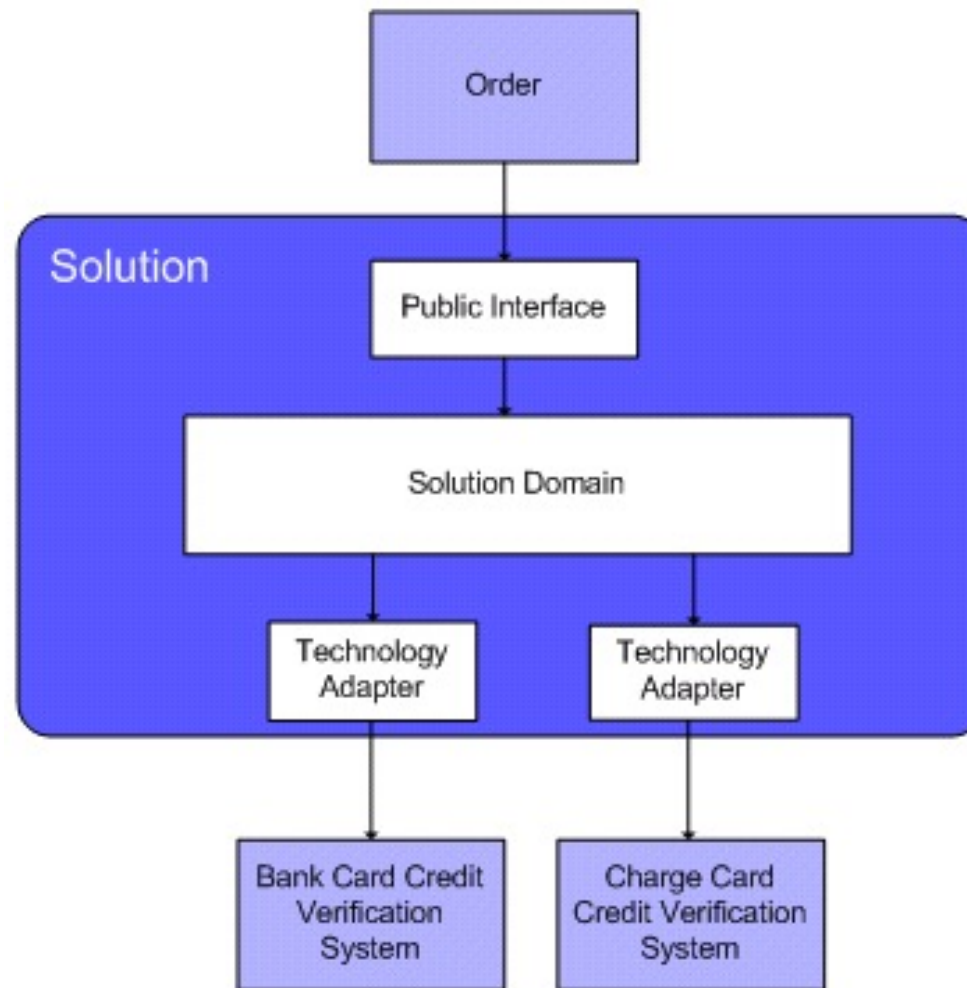 Order
Solution
Public Interface
Solution Domain
Technology
Adapter
Technology
Adapter
Bank Card Credit
Verification
System
Charge Card
Credit Verification
System